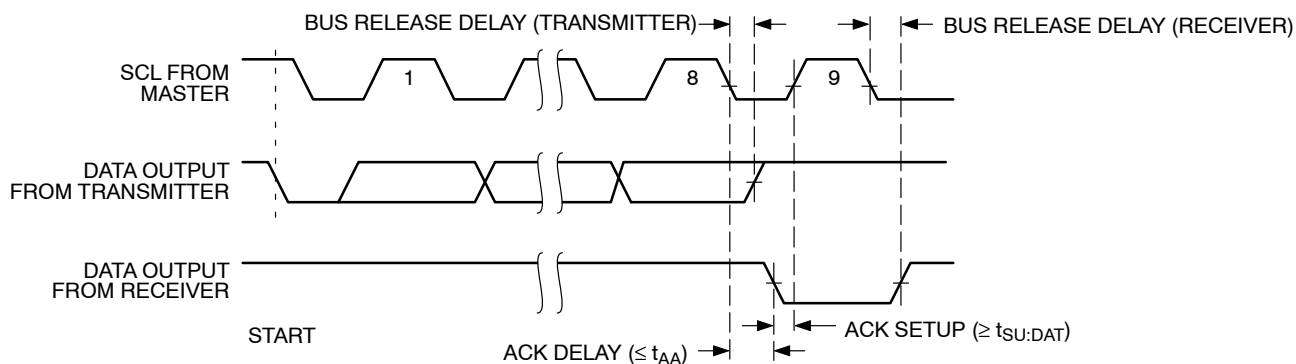 BUS RELEASE DELAY (TRANSMITTER)
BUS RELEASE DELAY (RECEIVER)
SCL FROM
MASTER
1
8
9
DATA OUTPUT
FROM TRANSMITTER
DATA OUTPUT
FROM RECEIVER
START
ACK SETUP (≥ tSU:DAT)
ACK DELAY (≤ tAA)